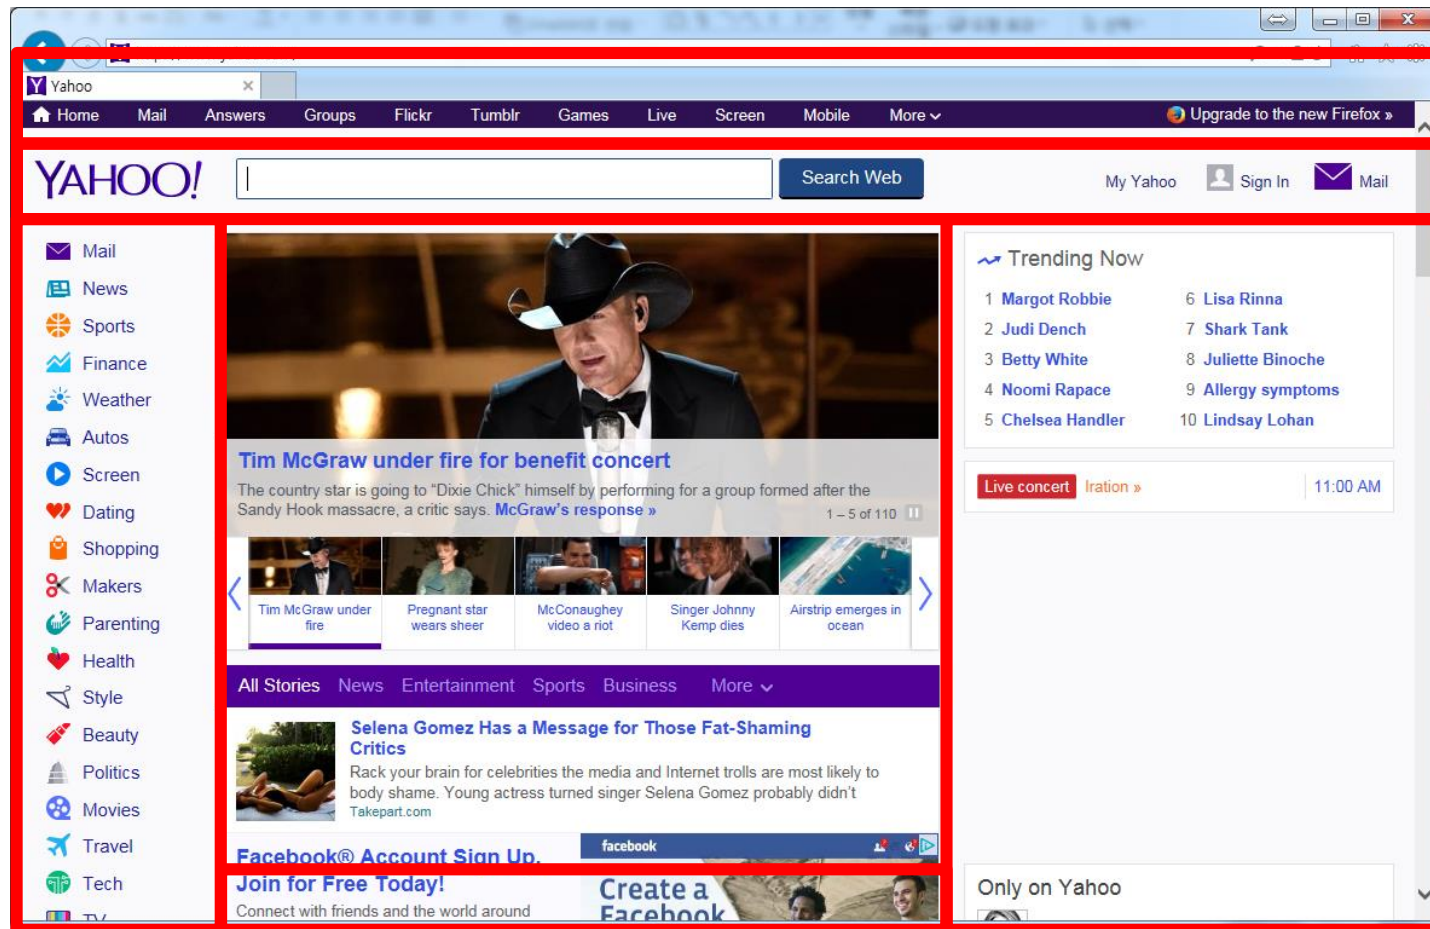 Yahoo
Home Mail Answers Groups Flickr Tumblr Games Live Screen Mobile More Upgrade to the new Firefox »
YAHOO!
Search Web
My Yahoo Sign In Mail
Mail
News
Sports
Finance
Weather
Autos
Screen
Dating
Shopping
Makers
Parenting
Health
Style
Beauty
Politics
Movies
Travel
Tech
TV
Tim McGraw under fire for benefit concert
The country star is going to “Dixie Chick” himself by performing for a group formed after the
Sandy Hook massacre, a critic says. McGraw's response »
1 – 5 of 110
Tim McGraw under
fire
Pregnant star
wears sheer
McConaughey
video a riot
Singer Johnny
Kemp dies
Airstrip emerges in
ocean
All Stories News Entertainment Sports Business More
Selena Gomez Has a Message for Those Fat-Shaming
Critics
Rack your brain for celebrities the media and Internet trolls are most likely to
body shame. Young actress turned singer Selena Gomez probably didn’t
Takepart.com
Facebook® Account Sign Up.
Join for Free Today!
Connect with friends and the world around
facebook
Create a
Facebook
Trending Now
1 Margot Robbie
2 Judi Dench
3 Betty White
4 Noomi Rapace
5 Chelsea Handler
6 Lisa Rinna
7 Shark Tank
8 Juliette Binoche
9 Allergy symptoms
10 Lindsay Lohan
Live concert Iration » 11:00 AM
Only on Yahoo